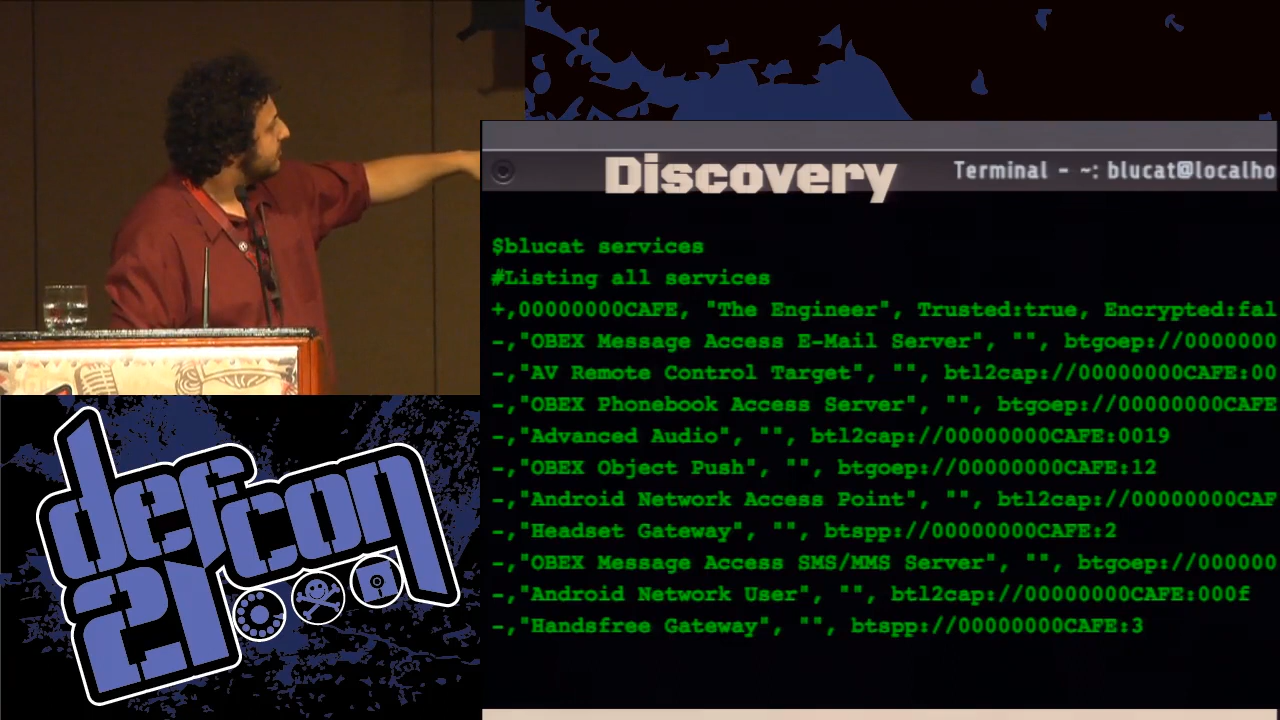 Discovery
Terminal - ~: blucat@localho
$blucat services
#Listing all services
+,00000000CAFE, "The Engineer", Trusted:true, Encrypted:fal
-,"OBEX Message Access E-Mail Server", "", btgoep://0000000
-,"AV Remote Control Target", "", btl2cap://00000000CAFE:00
-,"OBEX Phonebook Access Server", "", btgoep://00000000CAFE
-,"Advanced Audio", "", btl2cap://00000000CAFE:0019
-,"OBEX Object Push", "", btgoep://00000000CAFE:12
-,"Android Network Access Point", "", btl2cap://00000000CAF
-,"Headset Gateway", "", btspp://00000000CAFE:2
-,"OBEX Message Access SMS/MMS Server", "", btgoep://000000
-,"Android Network User", "", btl2cap://00000000CAFE:000f
-,"Handsfree Gateway", "", btspp://00000000CAFE:3
defcon
21